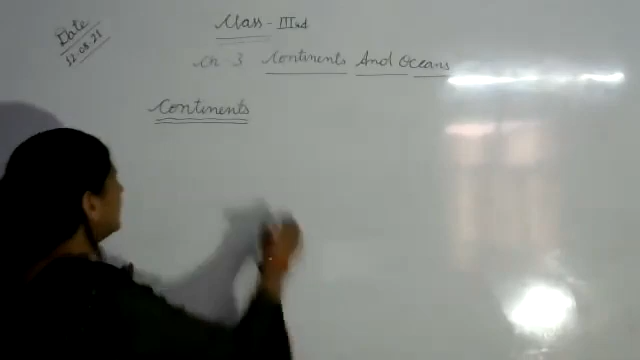 Date
12.08.21
Class - IIIrd
Ch 3 Continents And Oceans
Continents